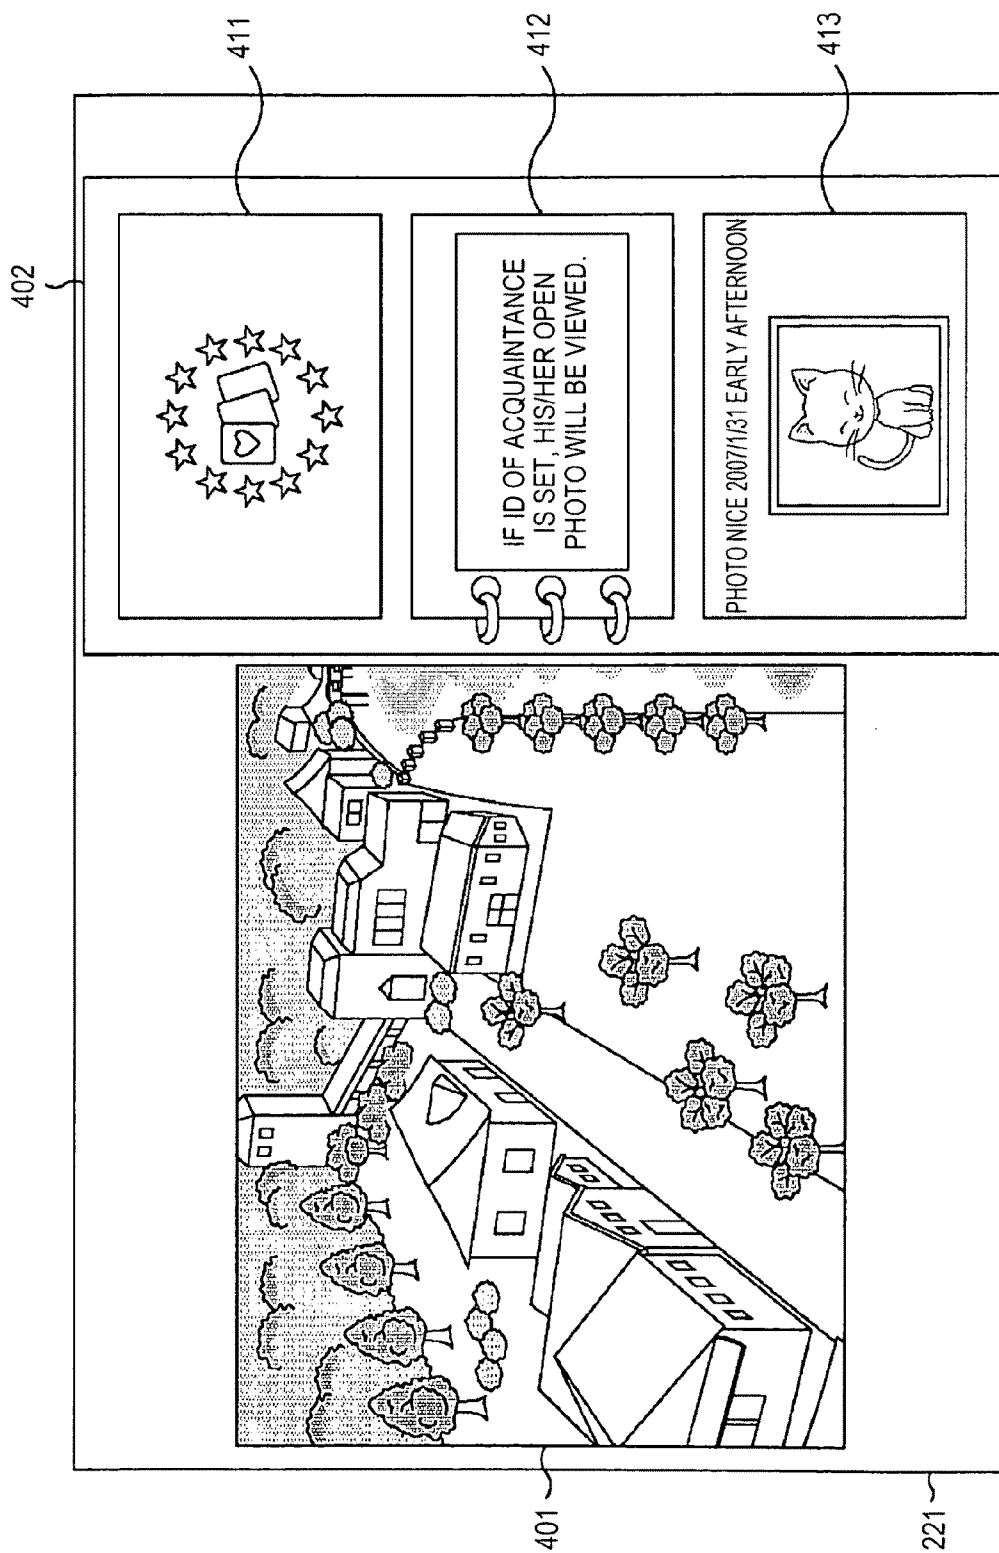 402
411
IF ID OF ACQUAINTANCE
IS SET, HIS/HER OPEN
PHOTO WILL BE VIEWED.
412
PHOTO NICE 2007/1/31 EARLY AFTERNOON
413
401
221